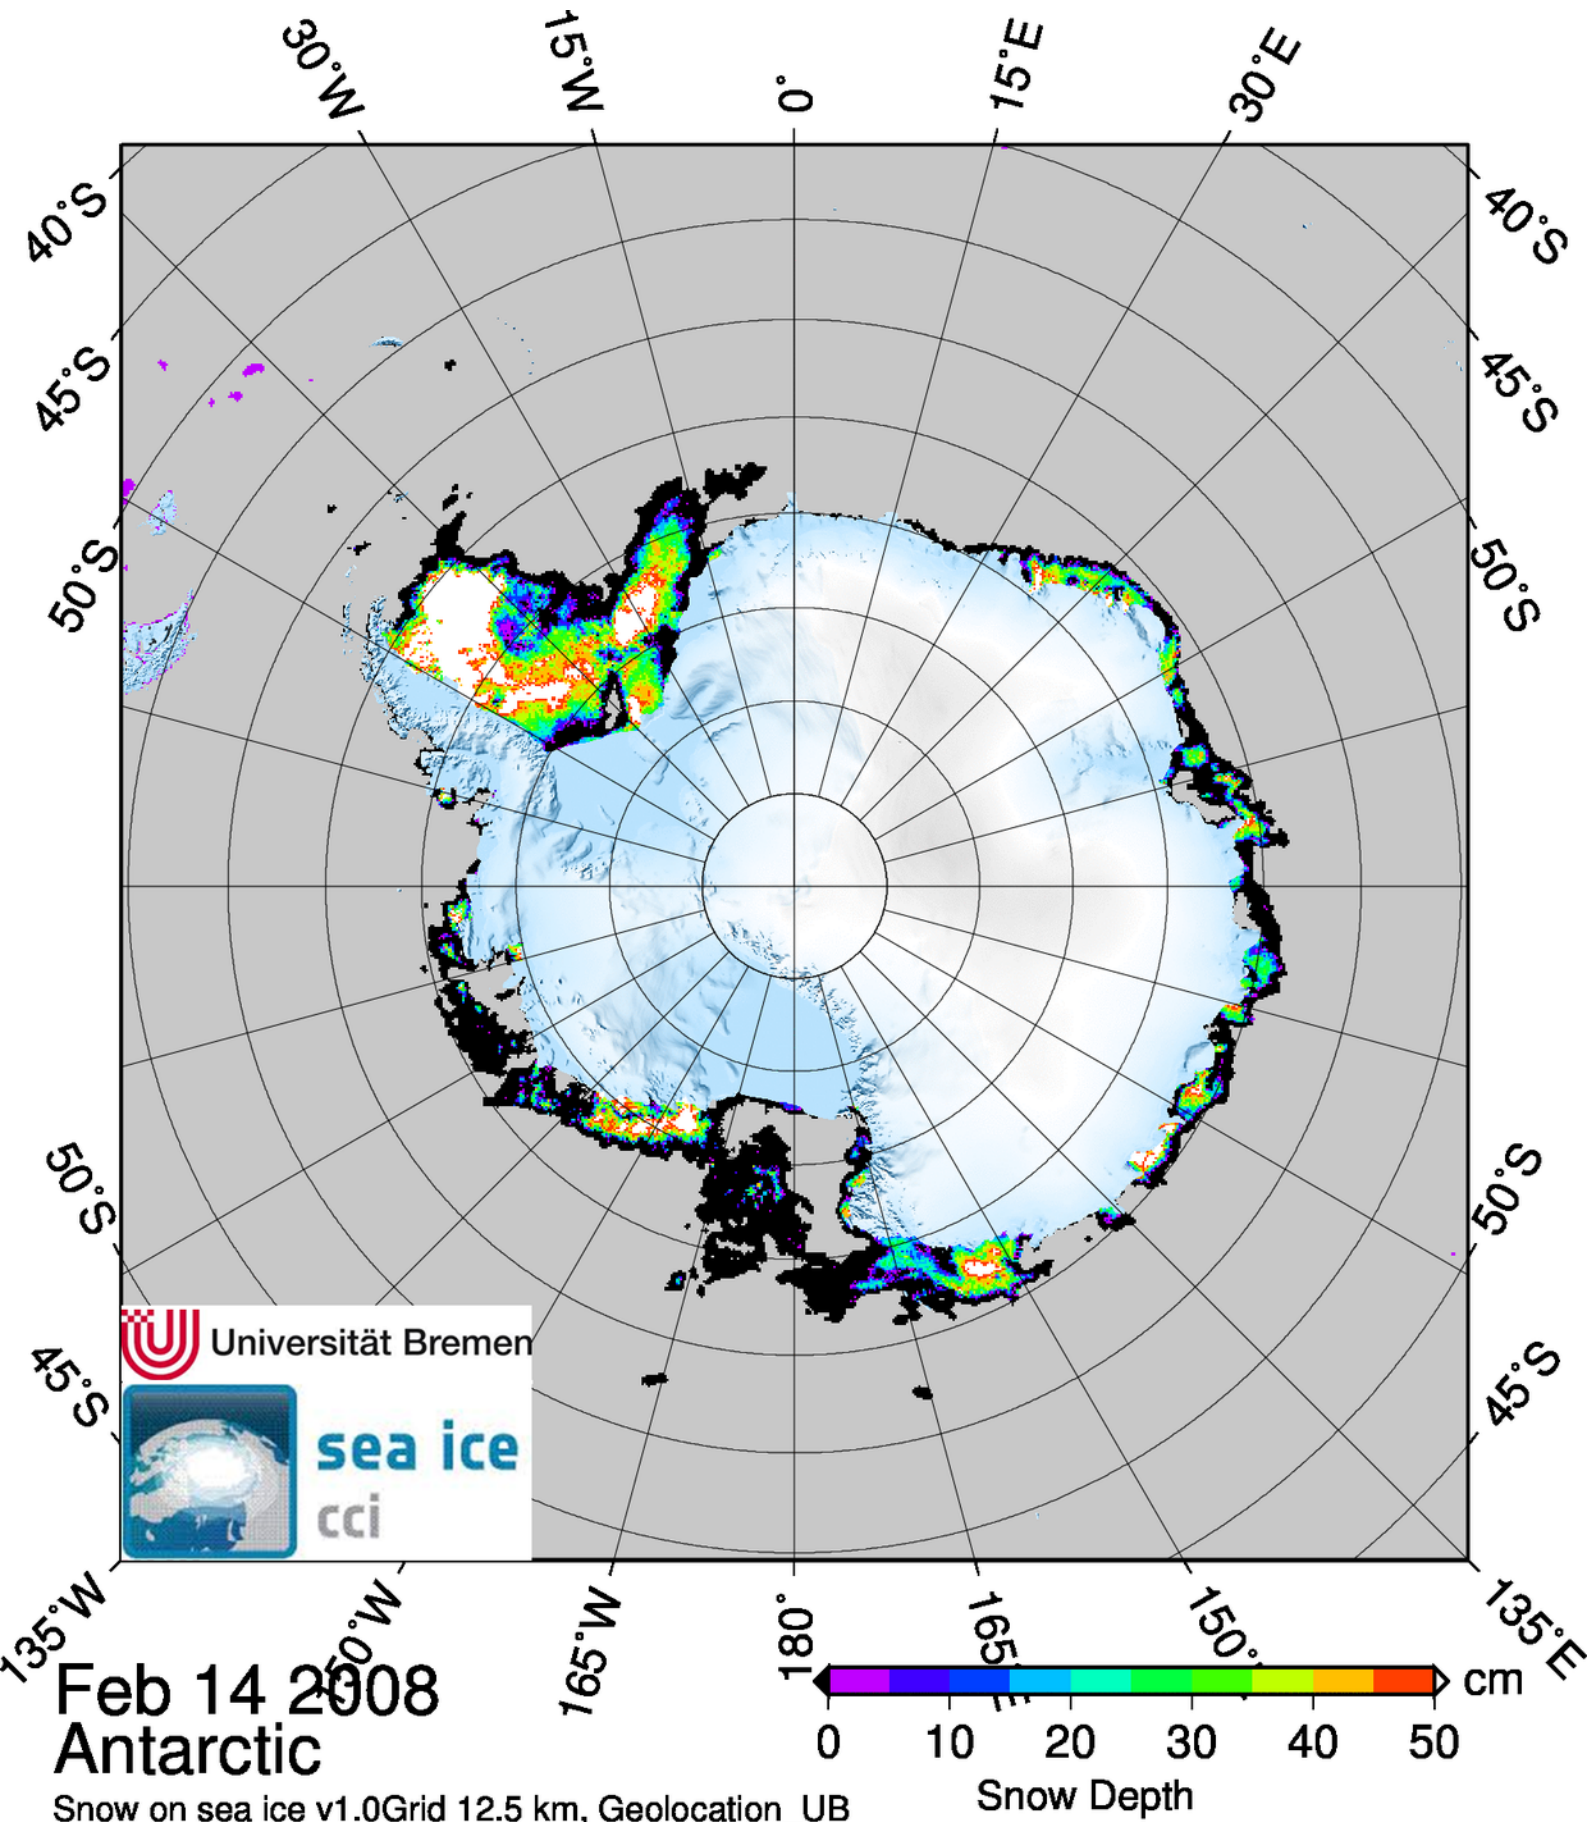 30°W 15°W 0° 15°E 30°E
40°S 40°S
45°S 45°S
50°S 50°S
50°S 50°S
45°S 45°S
Universität Bremen
sea ice
cci
135°W 165°W 180° 135°E
Feb 14 2008
Antarctic
Snow on sea ice v1.0Grid 12.5 km, Geolocation UB
cm
0 10 20 30 40 50
Snow Depth